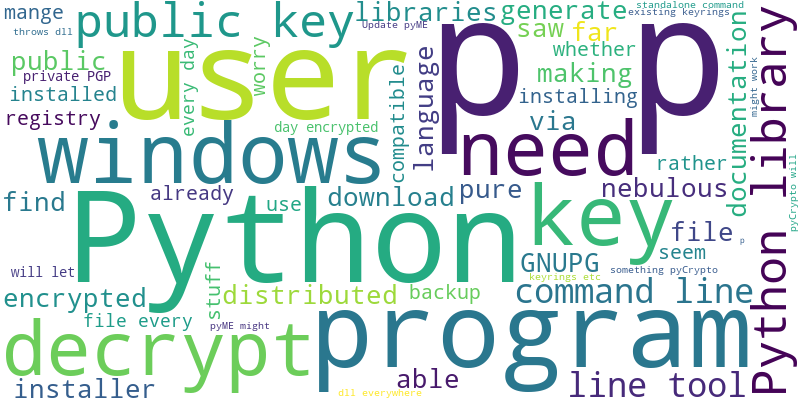 mange
throws dll
public key
libraries
Update pyME
generate
standalone command
existing keyrings
public
private PGP
installed
registry
user
every day
worry
day encrypted
compatible
language
p p
saw
far
whether
making
installing
via
documentation
might work
Python library
pyCrypto will
windows
need
rather
find
already
use
download
pure
nebulous
Python
key
file
p
will let
stuff
GNUPG
seem
something pyCrypto
keyrings etc
encrypted
distributed
backup
command line
file every
pyME might
decrypt
program
installer
able
line tool
dll everywhere